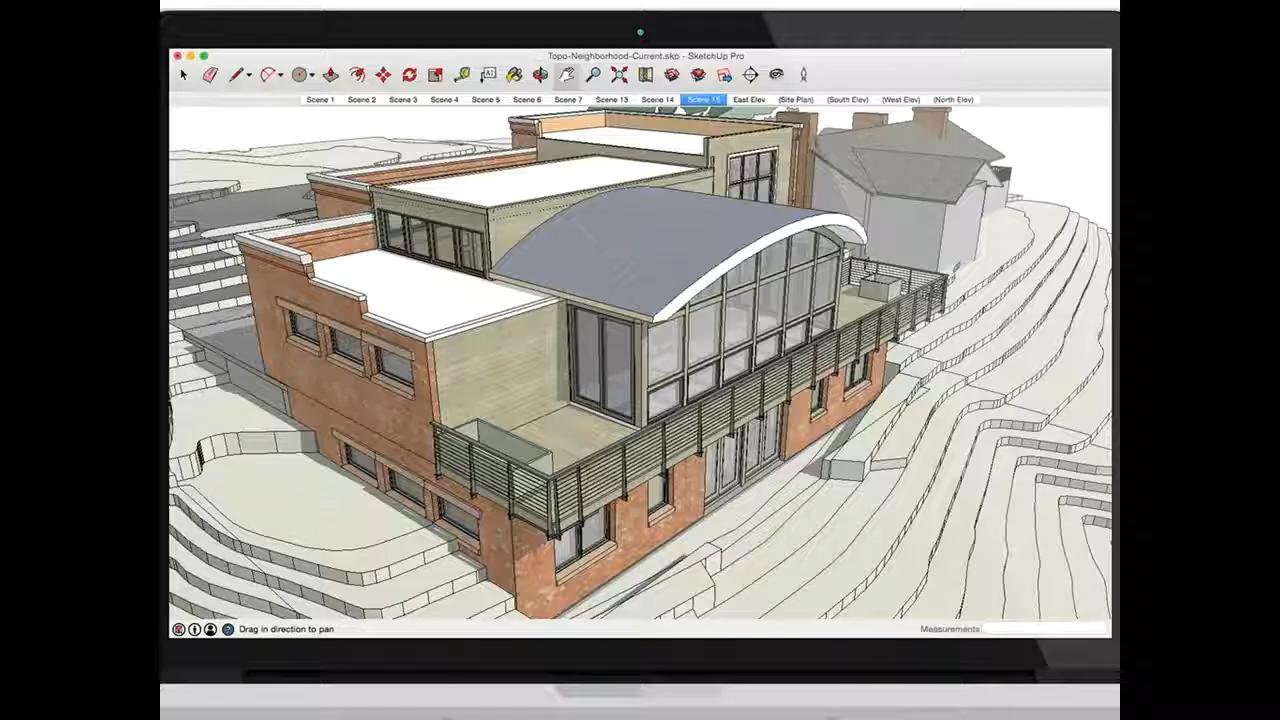 Topo-Neighborhood-Current.skp - SketchUp Pro
Scene 1 Scene 2 Scene 3 Scene 4 Scene 5 Scene 6 Scene 7 Scene 13 Scene 14 Scene 15 East Elev (Site Plan) (South Elev) (West Elev) (North Elev)
Drag in direction to pan Measurements